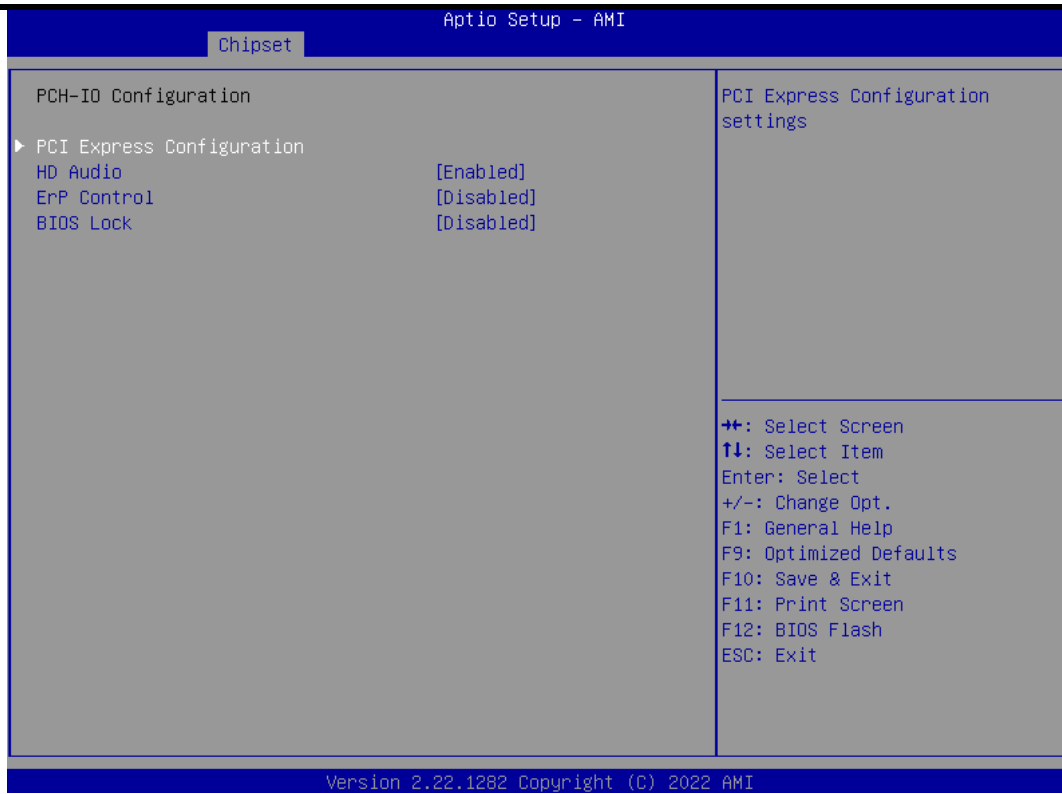 Aptio Setup – AMI
Chipset
PCH-IO Configuration
PCI Express Configuration
HD Audio [Enabled]
ErP Control [Disabled]
BIOS Lock [Disabled]
PCI Express Configuration
settings
→←: Select Screen
↑↓: Select Item
Enter: Select
+/-: Change Opt.
F1: General Help
F9: Optimized Defaults
F10: Save & Exit
F11: Print Screen
F12: BIOS Flash
ESC: Exit
Version 2.22.1282 Copyright (C) 2022 AMI